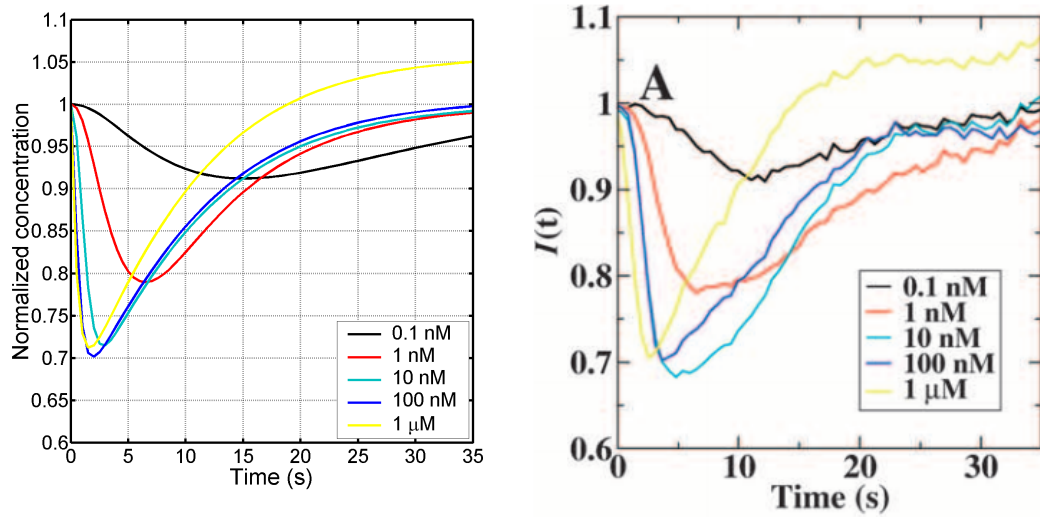 1.1
1.05
1
0.95
0.9
0.85
0.8
0.75
0.7
0.65
0.6
Normalized concentration
0 5 10 15 20 25 30 35
Time (s)
0.1 nM
1 nM
10 nM
100 nM
1 μM
A
1.1
1
0.9
0.8
0.7
0.6
I(t)
0 10 20 30
Time (s)
0.1 nM
1 nM
10 nM
100 nM
1 μM